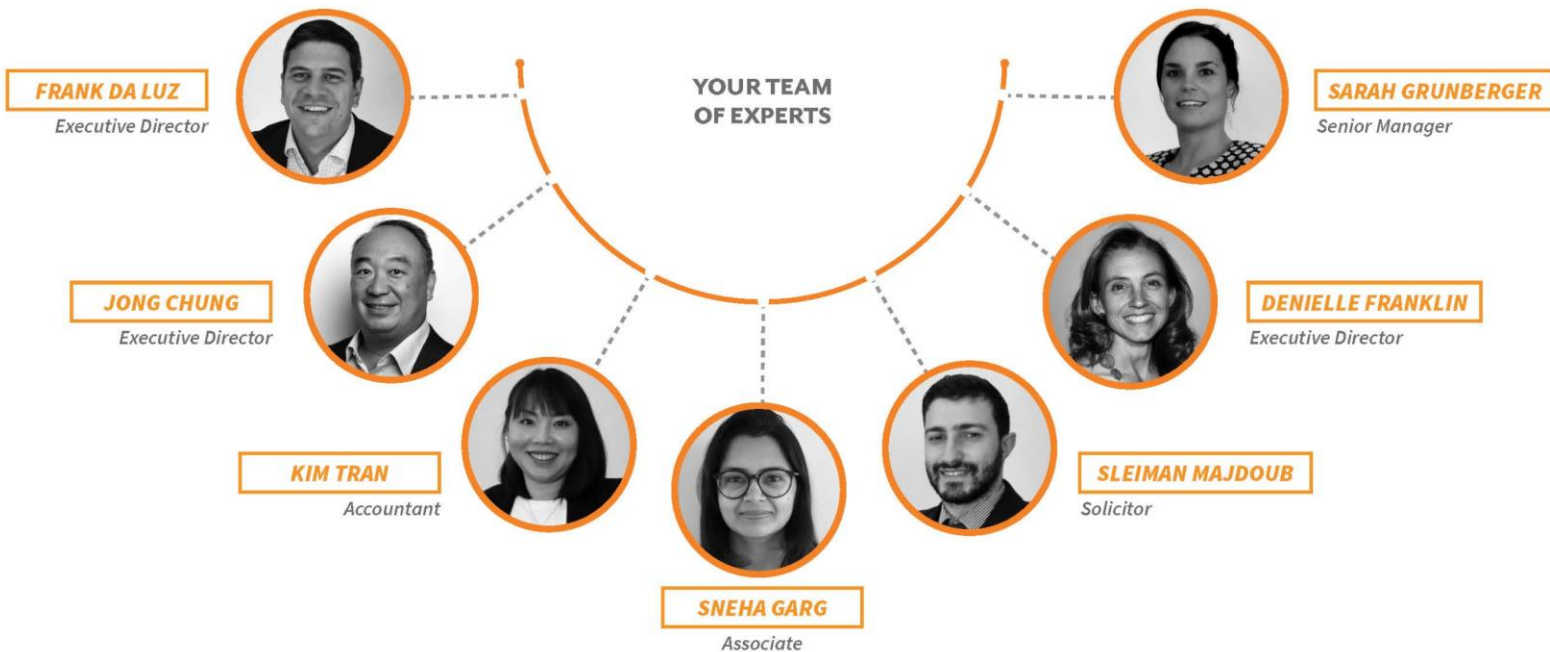 YOUR TEAM
OF EXPERTS
FRANK DA LUZ
Executive Director
JONG CHUNG
Executive Director
KIM TRAN
Accountant
SNEHA GARG
Associate
SLEIMAN MAJDOUB
Solicitor
DENIELLE FRANKLIN
Executive Director
SARAH GRUNBERGER
Senior Manager